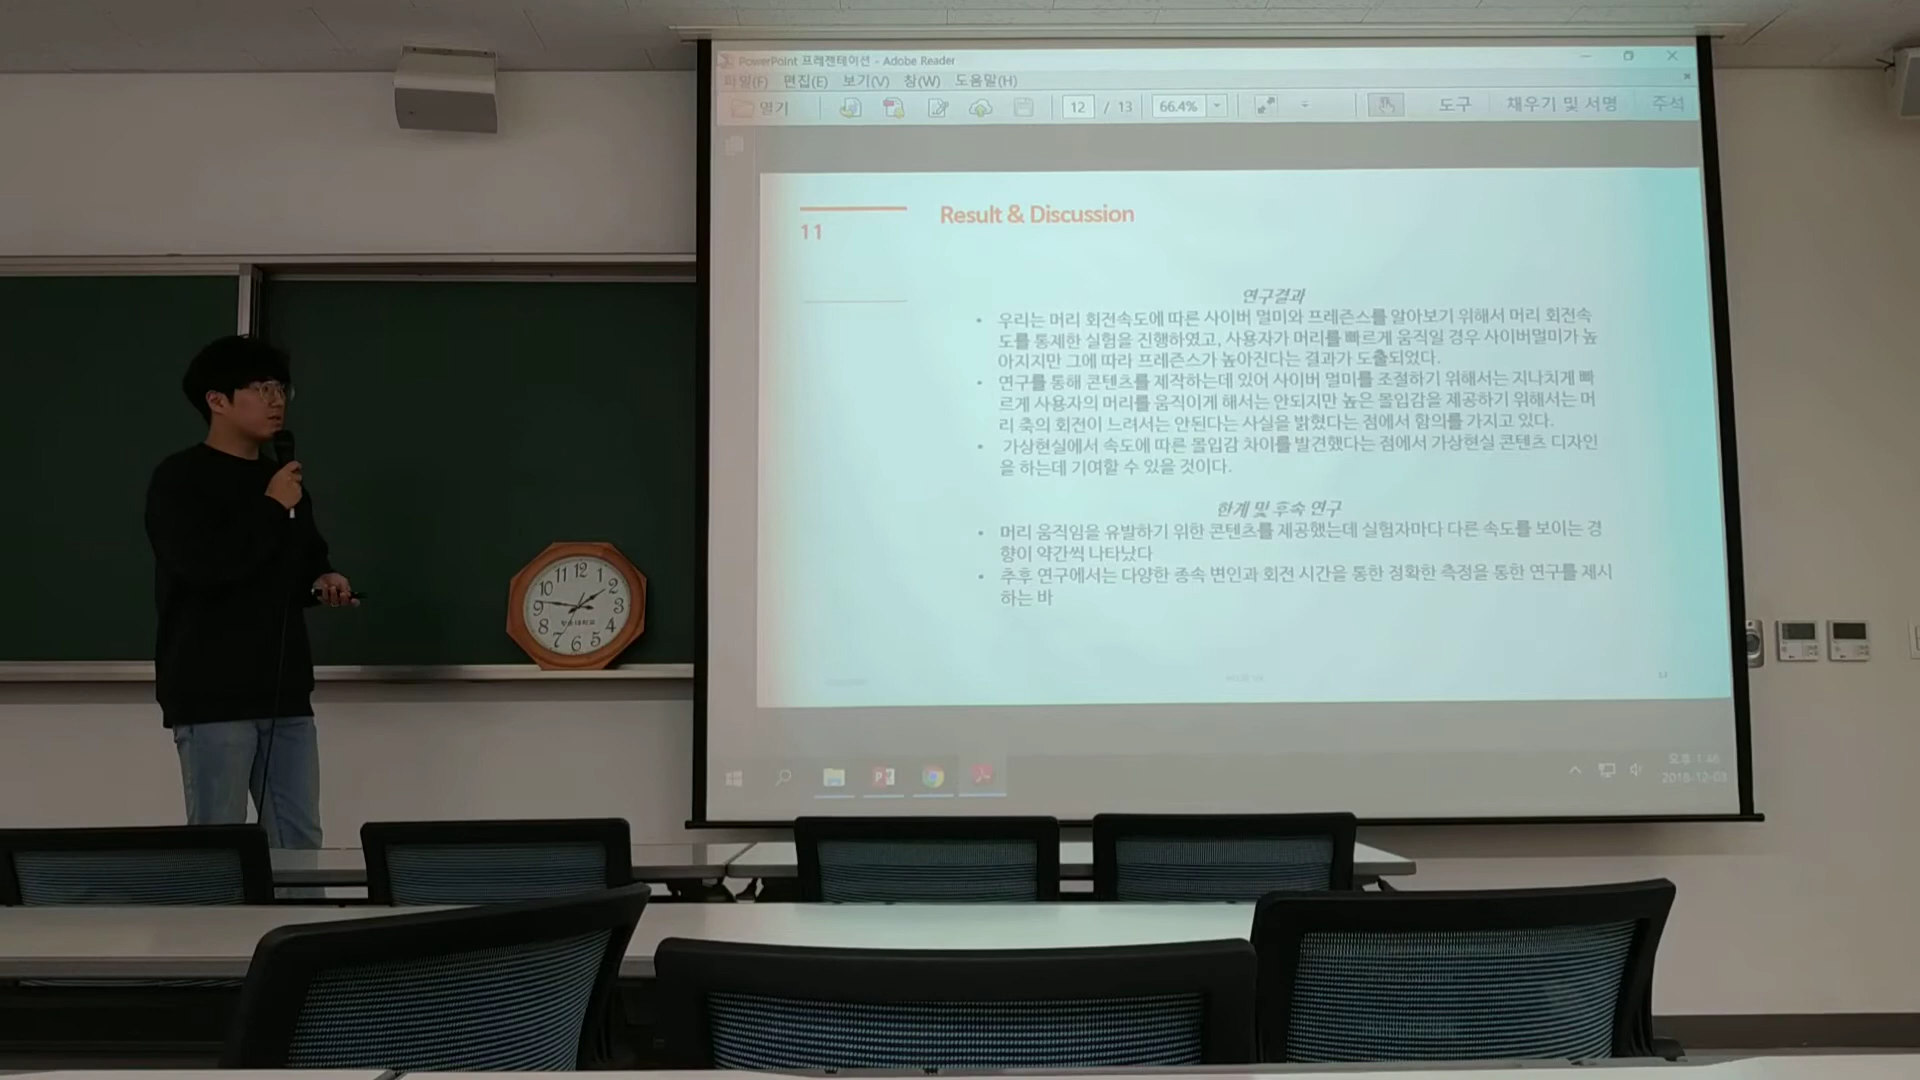 PowerPoint 프레젠테이션 - Adobe Reader
파일(F) 편집(E) 보기(V) 창(W) 도움말(H)
열기 12 / 13 66.4% 도구 채우기 및 서명 주석
11
Result & Discussion
연구결과
• 우리는 머리 회전속도에 따른 사이버 멀미와 프레즌스를 알아보기 위해서 머리 회전속
도를 통제한 실험을 진행하였고, 사용자가 머리를 빠르게 움직일 경우 사이버멀미가 높
아지지만 그에 따라 프레즌스가 높아진다는 결과가 도출되었다.
• 연구를 통해 콘텐츠를 제작하는데 있어 사이버 멀미를 조절하기 위해서는 지나치게 빠
르게 사용자의 머리를 움직이게 해서는 안되지만 높은 몰입감을 제공하기 위해서는 머
리 축의 회전이 느려서는 안된다는 사실을 밝혔다는 점에서 함의를 가지고 있다.
• 가상현실에서 속도에 따른 몰입감 차이를 발견했다는 점에서 가상현실 콘텐츠 디자인
을 하는데 기여할 수 있을 것이다.
한계 및 후속 연구
• 머리 움직임을 유발하기 위한 콘텐츠를 제공했는데 실험자마다 다른 속도를 보이는 경
향이 약간씩 나타났다
• 추후 연구에서는 다양한 종속 변인과 회전 시간을 통한 정확한 측정을 통한 연구를 제시
하는 바
오후 1:46
2018-12-03
12 1 2 3 4 5 6 7 8 9 10 11